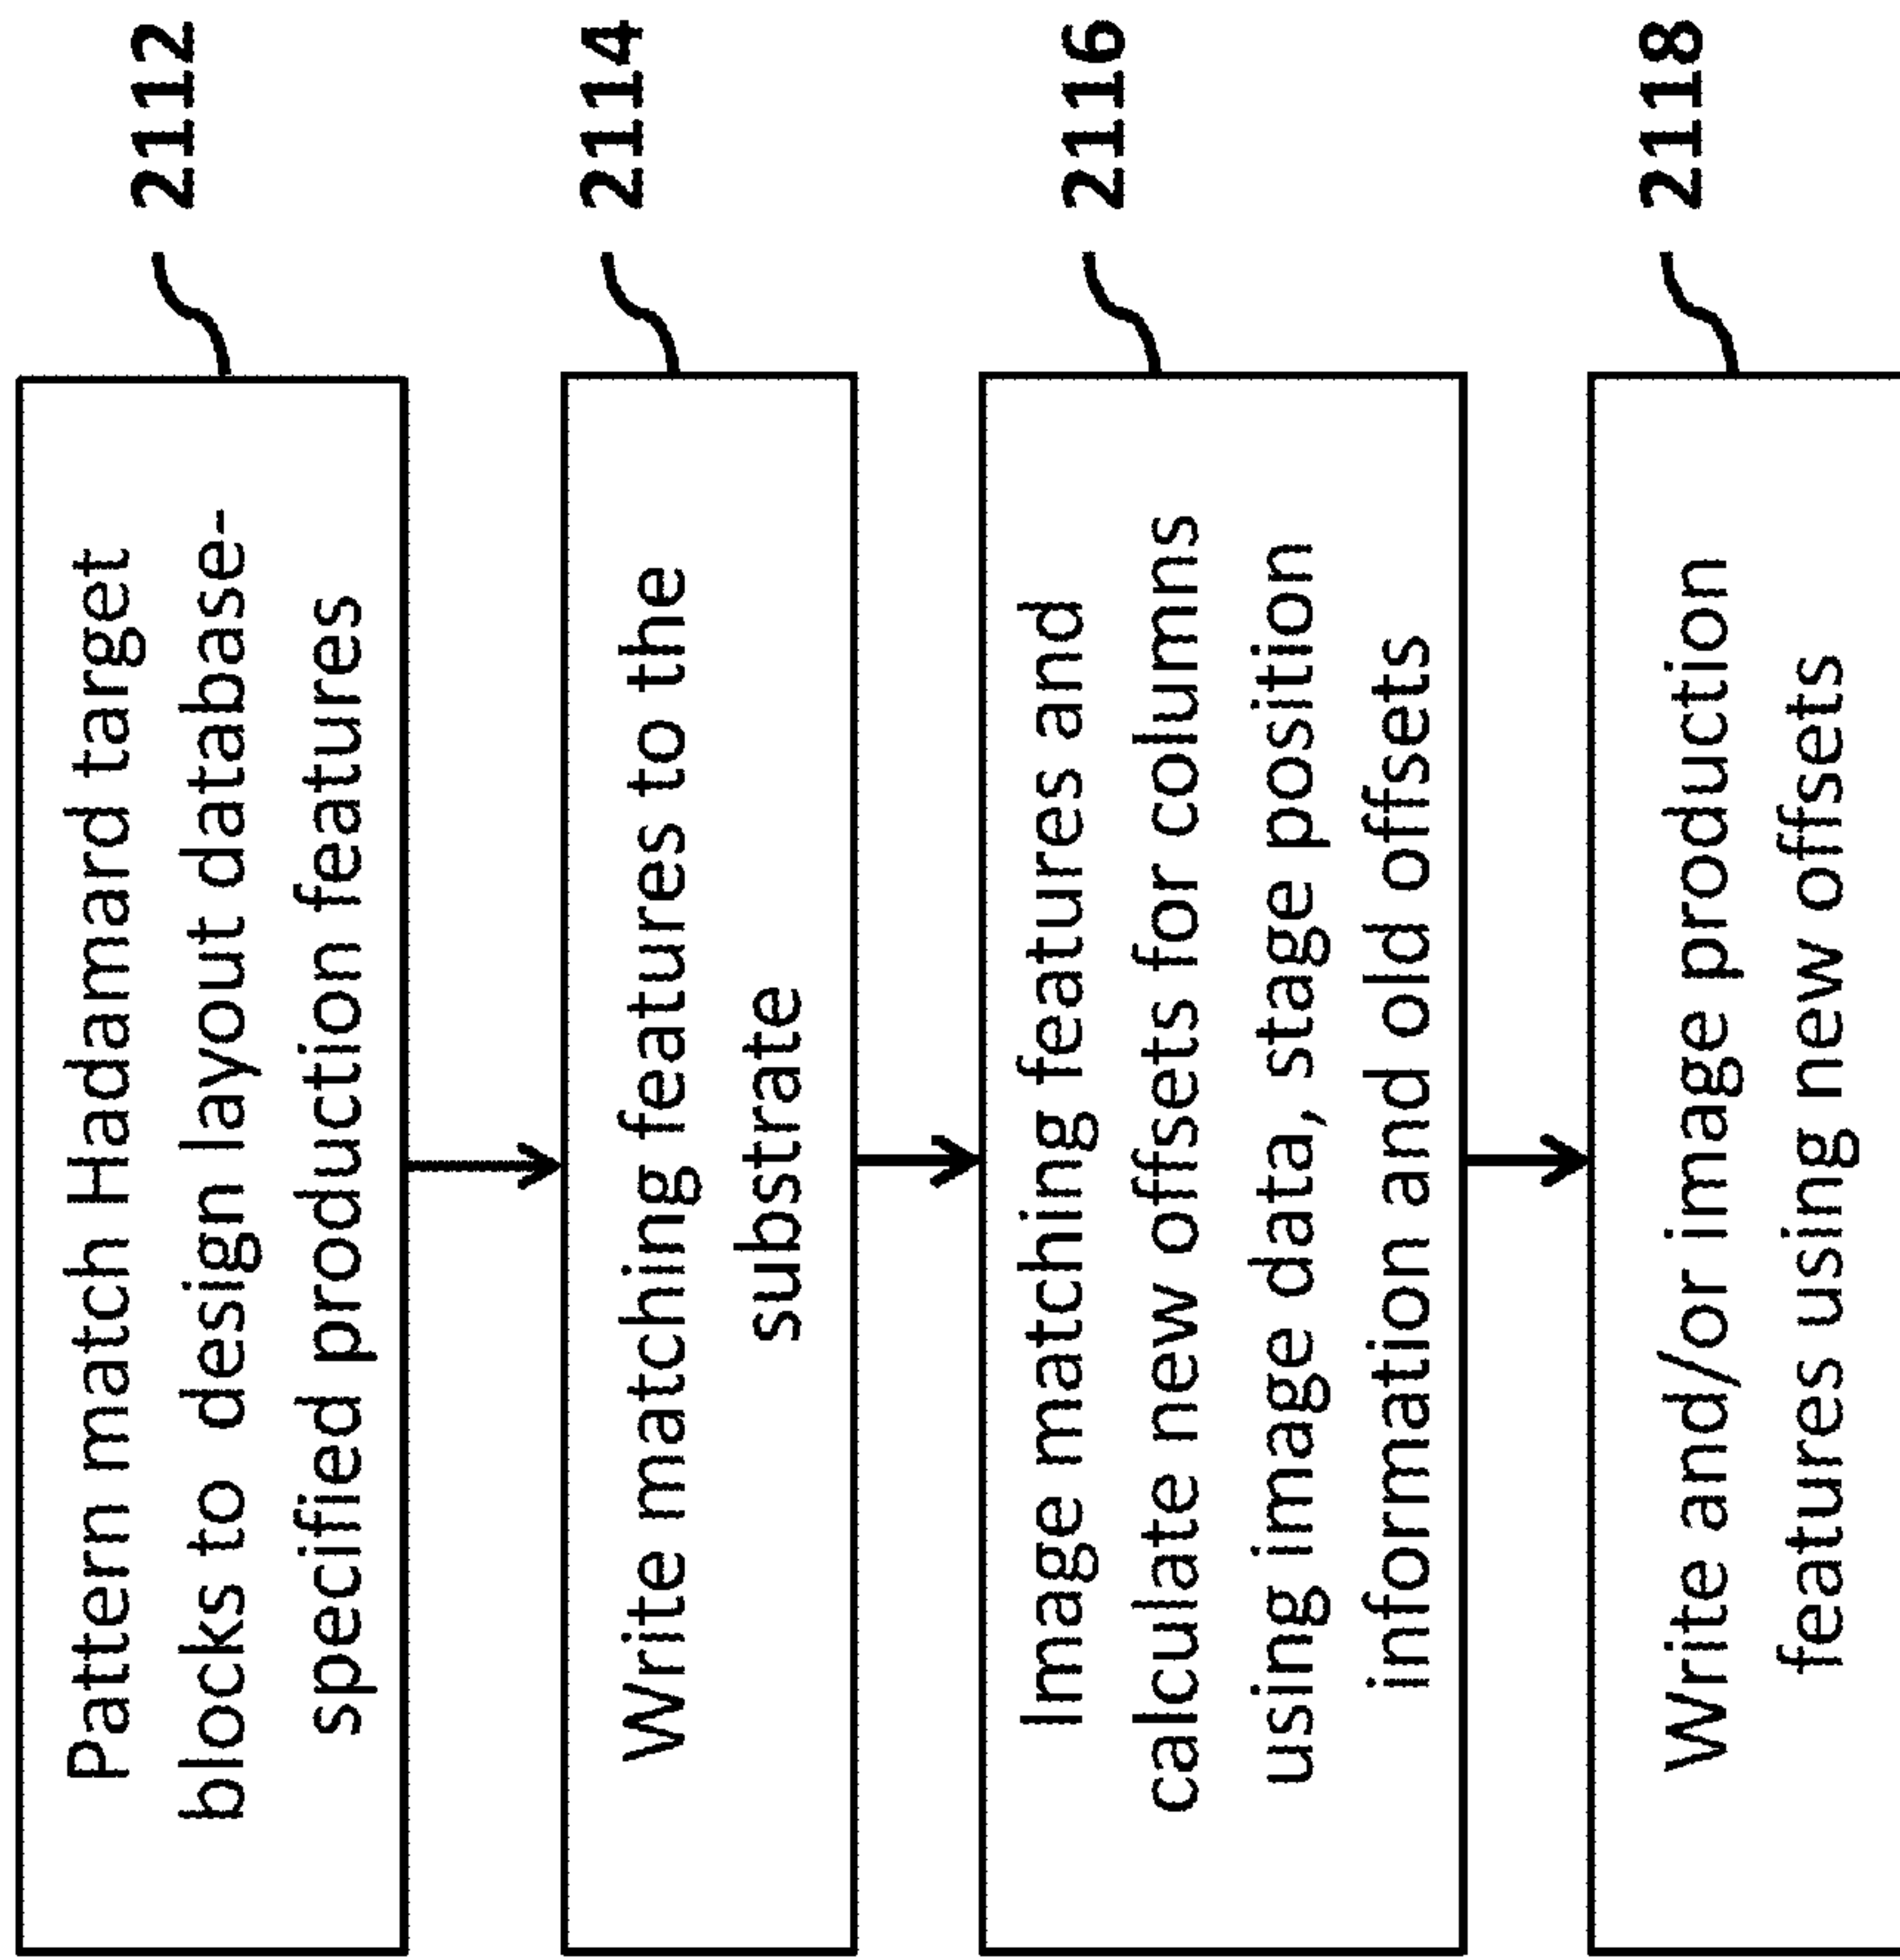 Pattern match Hadamard target
blocks to design layout database-
specified production features
2112
Write matching features to the
substrate
2114
Image matching features and
calculate new offsets for columns
using image data, stage position
information and old offsets
2116
Write and/or image production
features using new offsets
2118